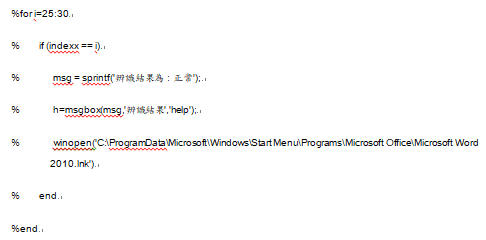 %for i=25:30
%   if (indexx == i)
%     msg = sprintf('辨識結果為：正常');
%     h=msgbox(msg,'辨識結果','help');
%     winopen('C:\ProgramData\Microsoft\Windows\Start Menu\Programs\Microsoft Office\Microsoft Word
2010.lnk')
%   end
%end